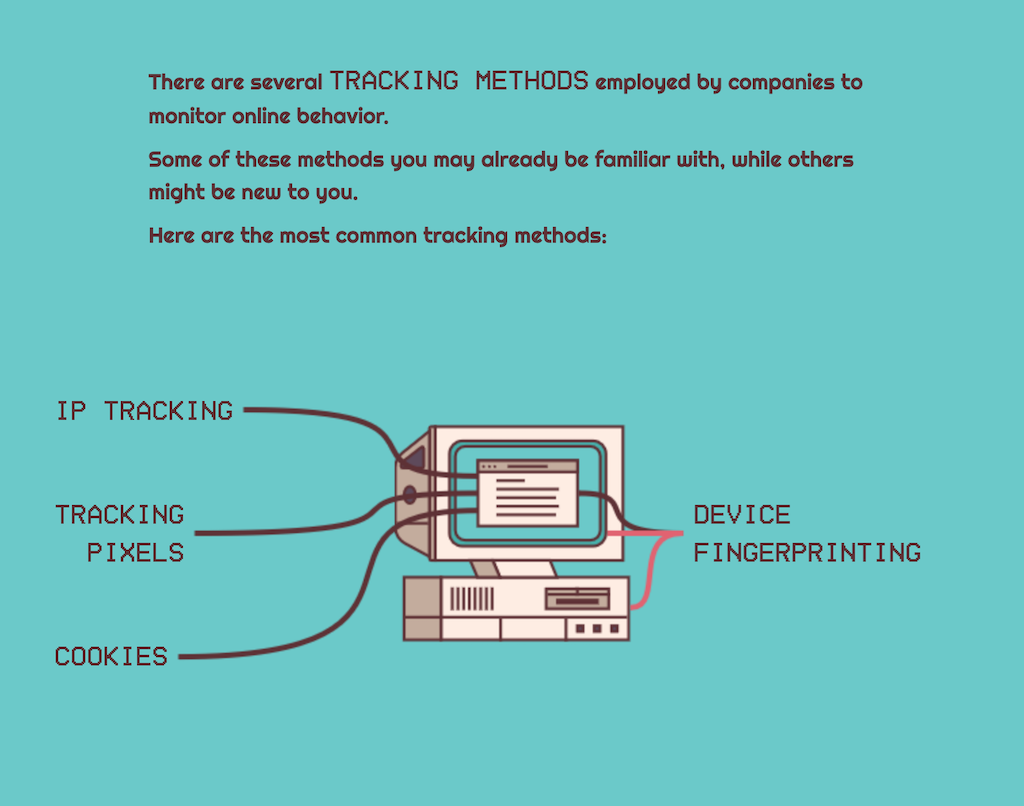 There are several TRACKING METHODS employed by companies to
monitor online behavior.
Some of these methods you may already be familiar with, while others
might be new to you.
Here are the most common tracking methods:
IP TRACKING
TRACKING
PIXELS
COOKIES
DEVICE
FINGERPRINTING